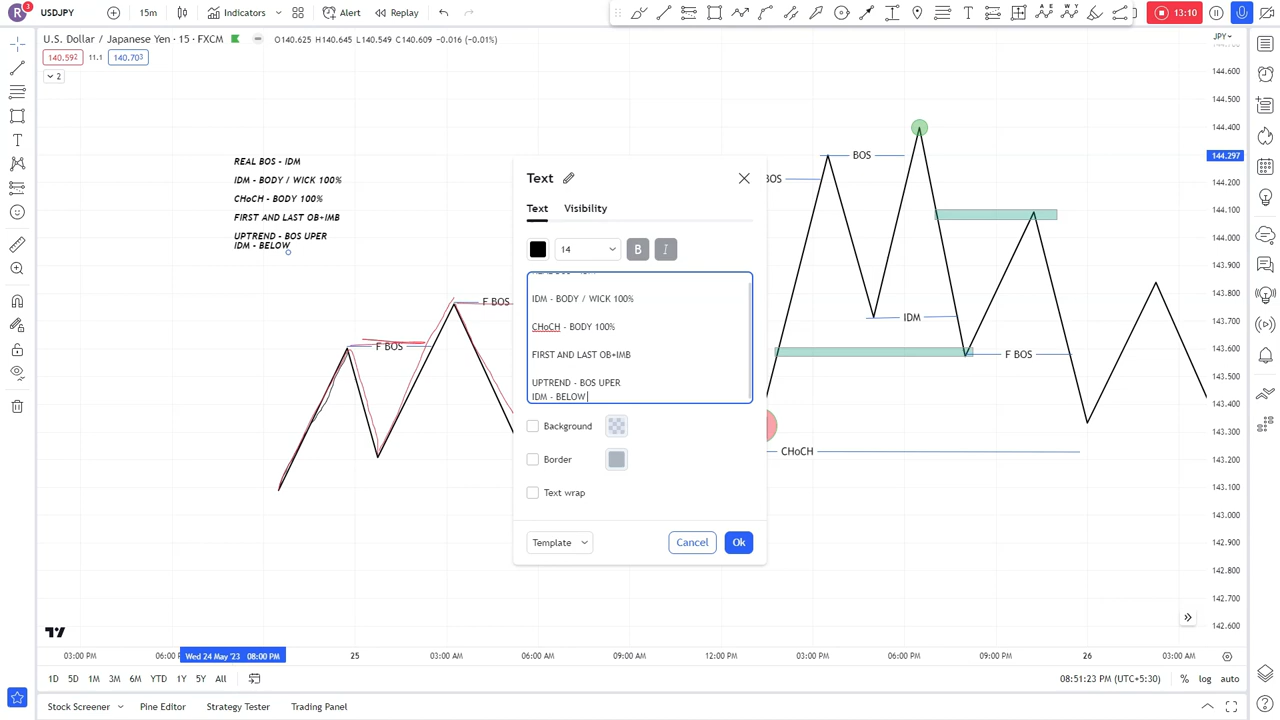 R
3
USDJPY
15m
Indicators
Alert
Replay
13:10
U.S. Dollar / Japanese Yen · 15 · FXCM
O140.625 H140.645 L140.549 C140.609 −0.016 (−0.01%)
JPY
140.592
11.1
140.703
2
144.600
144.500
144.400
144.297
144.200
144.100
144.000
143.900
143.800
143.700
143.600
143.500
143.400
143.300
143.200
143.100
143.000
142.900
142.800
142.700
142.600
REAL BOS - IDM
IDM - BODY / WICK 100%
CHoCH - BODY 100%
FIRST AND LAST OB+IMB
UPTREND - BOS UPER
IDM - BELOW
F BOS
F BOS
BOS
BOS
IDM
F BOS
CHoCH
Text
Text
Visibility
14
B
I
IDM - BODY / WICK 100%
CHoCH - BODY 100%
FIRST AND LAST OB+IMB
UPTREND - BOS UPER
IDM - BELOW
Background
Border
Text wrap
Template
Cancel
Ok
03:00 PM
06:00
Wed 24 May '23 08:00 PM
25
03:00 AM
06:00 AM
09:00 AM
12:00 PM
03:00 PM
06:00 PM
09:00 PM
26
03:00 AM
1D
5D
1M
3M
6M
YTD
1Y
5Y
All
08:51:23 PM (UTC+5:30)
%
log
auto
Stock Screener
Pine Editor
Strategy Tester
Trading Panel